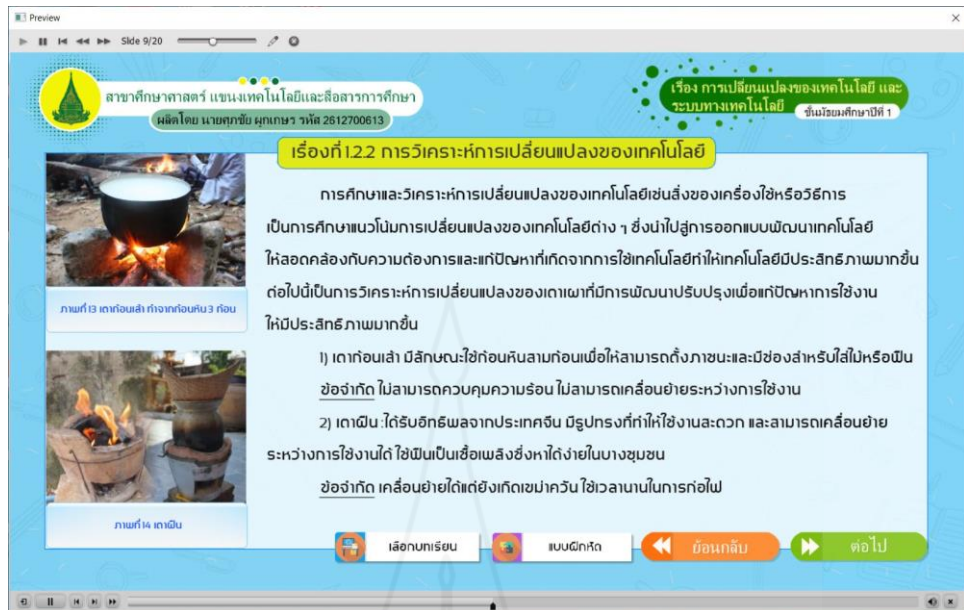 Preview
Slide 9/20
สาขาศึกษาศาสตร์ แขนงเทคโนโลยีและสื่อสารการศึกษา
ผลิตโดย นายศุภชัย ผุกเกษร รหัส 2612700613
เรื่อง การเปลี่ยนแปลงของเทคโนโลยี และ
ระบบทางเทคโนโลยี
ชั้นมัธยมศึกษาปีที่ 1
เรื่องที่ 1.2.2 การวิเคราะห์การเปลี่ยนแปลงของเทคโนโลยี
การศึกษาและวิเคราะห์การเปลี่ยนแปลงของเทคโนโลยีเช่นสิ่งของเครื่องใช้หรือวิธีการ
เป็นการศึกษาแนวโน้มการเปลี่ยนแปลงของเทคโนโลยีต่าง ๆ ซึ่งนำไปสู่การออกแบบพัฒนาเทคโนโลยี
ให้สอดคล้องกับความต้องการและแก้ปัญหาที่เกิดจากการใช้เทคโนโลยีทำให้เทคโนโลยีมีประสิทธิภาพมากขึ้น
ต่อไปนี้เป็นการวิเคราะห์การเปลี่ยนแปลงของเตาเผาที่มีการพัฒนาปรับปรุงเพื่อแก้ปัญหาการใช้งาน
ให้มีประสิทธิภาพมากขึ้น
1) เตาก้อนเส้า มีลักษณะใช้ก้อนหินสามก้อนเพื่อให้สามารถตั้งภาชนะและมีช่องสำหรับใส่ไม้หรือฟืน
ข้อจำกัด ไม่สามารถควบคุมความร้อน ไม่สามารถเคลื่อนย้ายระหว่างการใช้งาน
2) เตาฟืน :ได้รับอิทธิพลจากประเทศจีน มีรูปทรงที่ทำให้ใช้งานสะดวก และสามารถเคลื่อนย้าย
ระหว่างการใช้งานได้ ใช้ฟืนเป็นเชื้อเพลิงซึ่งหาได้ง่ายในบางชุมชน
ข้อจำกัด เคลื่อนย้ายได้แต่ยังเกิดเขม่าควัน ใช้เวลานานในการก่อไฟ
ภาพที่ 13 เตาก้อนเส้า ทำจากก้อนหิน 3 ก้อน
ภาพที่ 14 เตาฟืน
เลือกบทเรียน
แบบฝึกหัด
ย้อนกลับ
ต่อไป